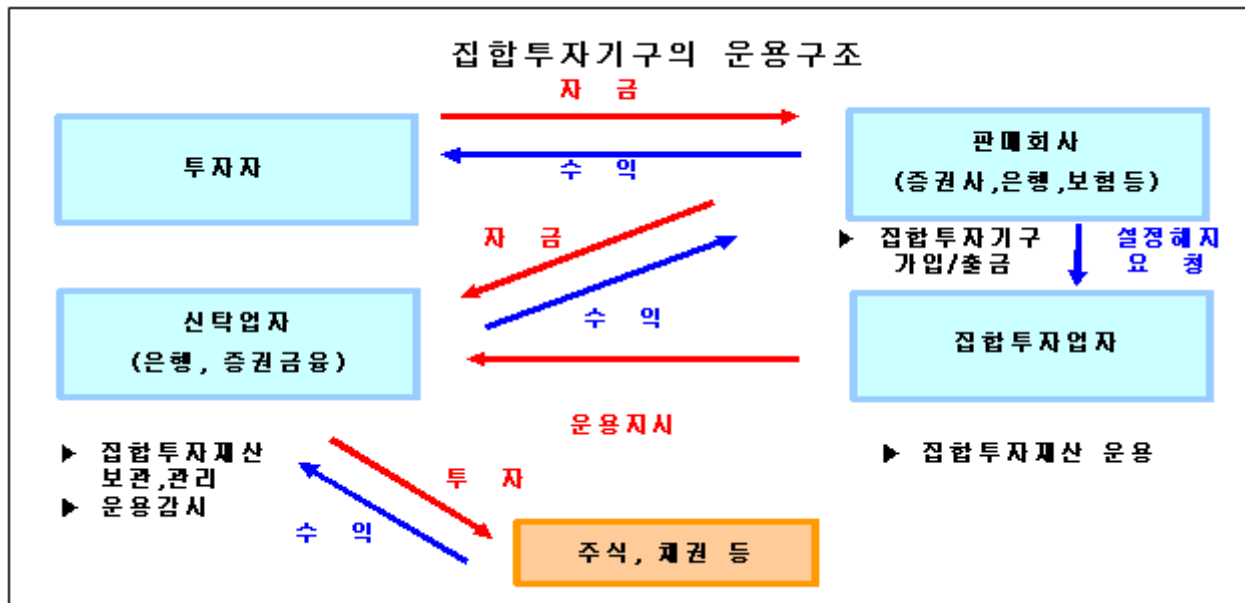 집합투자기구의 운용구조
자 금
투자자
수 익
판매회사
(증권사,은행,보험등)
자 금
▶ 집합투자기구
가입/출금
설정해지
요 청
신탁업자
(은행, 증권금융)
수 익
집합투자업자
운용지시
▶ 집합투자재산
보관,관리
▶ 운용감시
▶ 집합투자재산 운용
투 자
수 익
주식, 채권 등